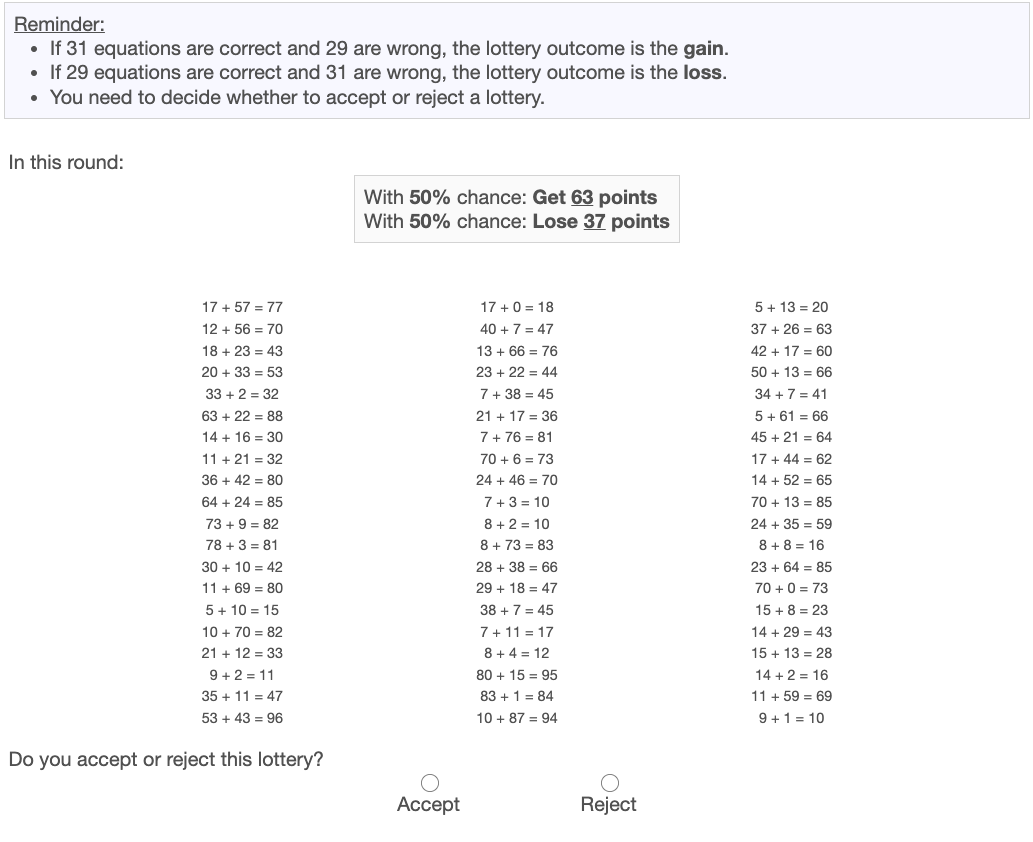 Reminder:
• If 31 equations are correct and 29 are wrong, the lottery outcome is the gain.
• If 29 equations are correct and 31 are wrong, the lottery outcome is the loss.
• You need to decide whether to accept or reject a lottery.
In this round:
With 50% chance: Get 63 points
With 50% chance: Lose 37 points
17 + 57 = 77
12 + 56 = 70
18 + 23 = 43
20 + 33 = 53
33 + 2 = 32
63 + 22 = 88
14 + 16 = 30
11 + 21 = 32
36 + 42 = 80
64 + 24 = 85
73 + 9 = 82
78 + 3 = 81
30 + 10 = 42
11 + 69 = 80
5 + 10 = 15
10 + 70 = 82
21 + 12 = 33
9 + 2 = 11
35 + 11 = 47
53 + 43 = 96
17 + 0 = 18
40 + 7 = 47
13 + 66 = 76
23 + 22 = 44
7 + 38 = 45
21 + 17 = 36
7 + 76 = 81
70 + 6 = 73
24 + 46 = 70
7 + 3 = 10
8 + 2 = 10
8 + 73 = 83
28 + 38 = 66
29 + 18 = 47
38 + 7 = 45
7 + 11 = 17
8 + 4 = 12
80 + 15 = 95
83 + 1 = 84
10 + 87 = 94
5 + 13 = 20
37 + 26 = 63
42 + 17 = 60
50 + 13 = 66
34 + 7 = 41
5 + 61 = 66
45 + 21 = 64
17 + 44 = 62
14 + 52 = 65
70 + 13 = 85
24 + 35 = 59
8 + 8 = 16
23 + 64 = 85
70 + 0 = 73
15 + 8 = 23
14 + 29 = 43
15 + 13 = 28
14 + 2 = 16
11 + 59 = 69
9 + 1 = 10
Do you accept or reject this lottery?
Accept
Reject